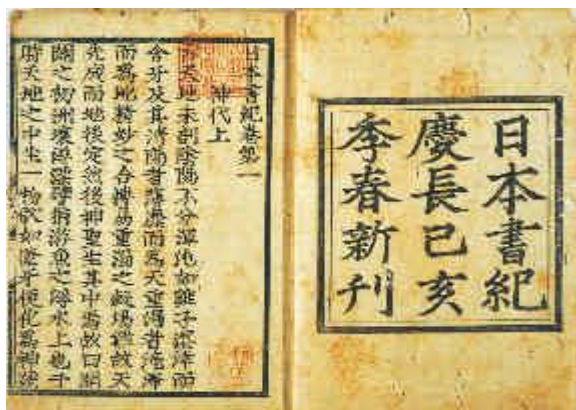 日本書紀
慶長己亥
季春新刊
日本書紀卷第一
神代上
天地未剖陰陽不分渾沌如雞子溟涬而
含牙及其清陽者薄靡而爲天重濁者淹滯
而爲地精妙之合摶易重濁之凝場難故天
先成而地後定然後神聖生其中焉故曰開
闢之初洲壤浮漂譬猶游魚之浮水上也于
時天地之中生一物狀如葦牙便化爲神號